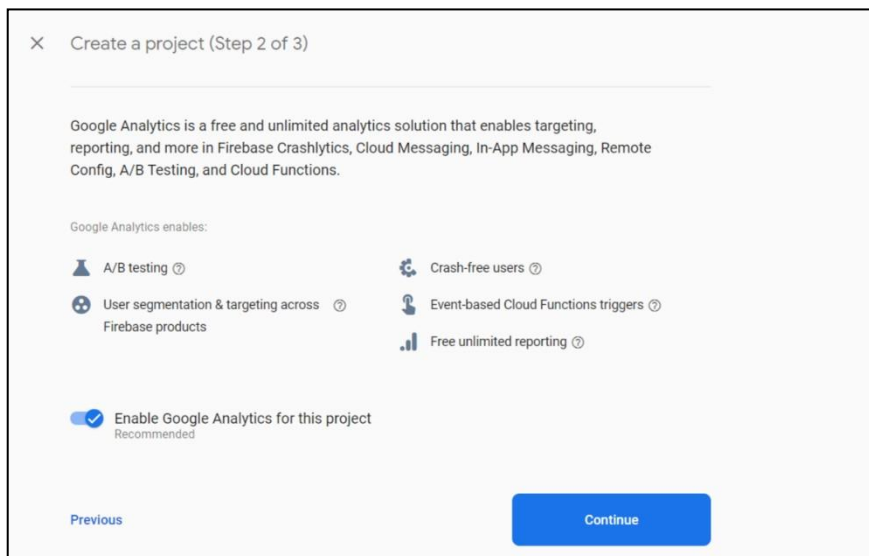 Create a project (Step 2 of 3)
Google Analytics is a free and unlimited analytics solution that enables targeting,
reporting, and more in Firebase Crashlytics, Cloud Messaging, In-App Messaging, Remote
Config, A/B Testing, and Cloud Functions.
Google Analytics enables:
A/B testing
User segmentation & targeting across
Firebase products
Crash-free users
Event-based Cloud Functions triggers
Free unlimited reporting
Enable Google Analytics for this project
Recommended
Previous
Continue